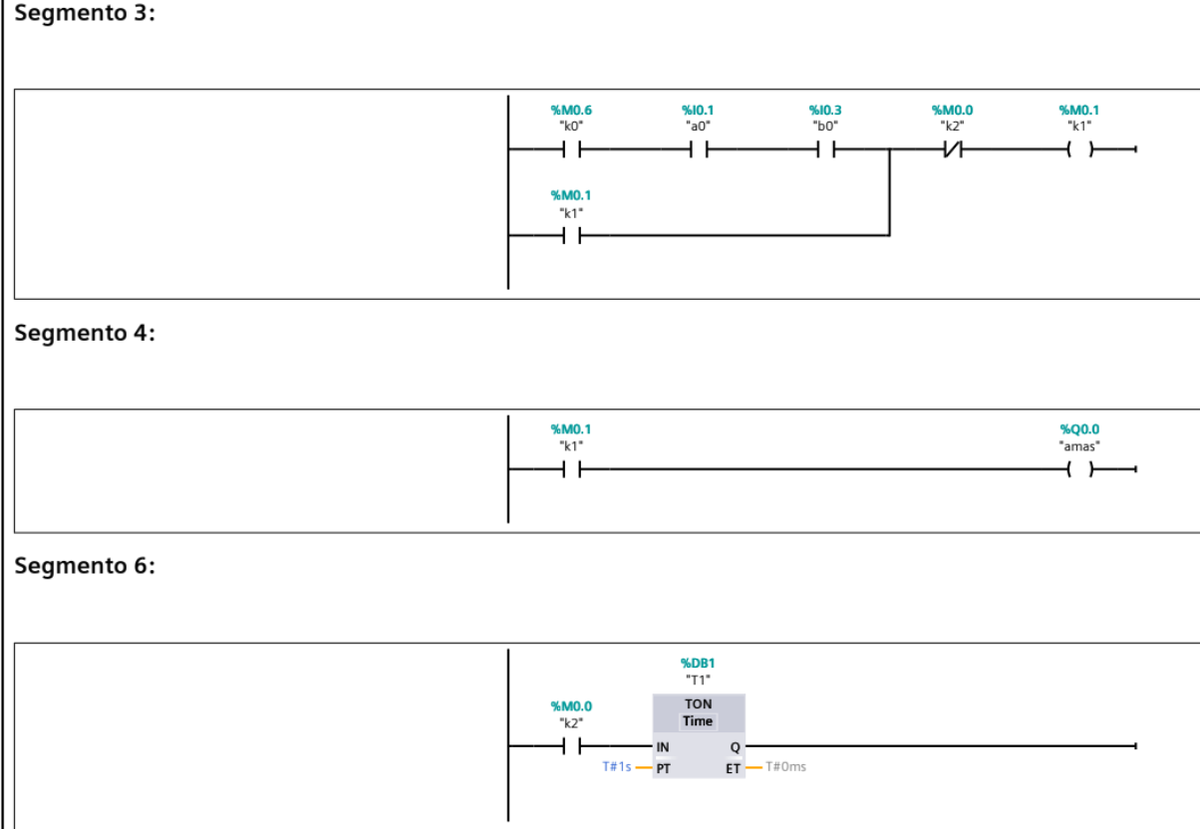 Segmento 3:
%M0.6 %I0.1 %I0.3 %M0.0 %M0.1
"k0" "a0" "b0" "k2" "k1"
%M0.1
"k1"
Segmento 4:
%M0.1 %Q0.0
"k1" "amas"
Segmento 6:
%DB1
"T1"
%M0.0 TON
"k2" Time
IN Q
T#1s PT ET T#0ms